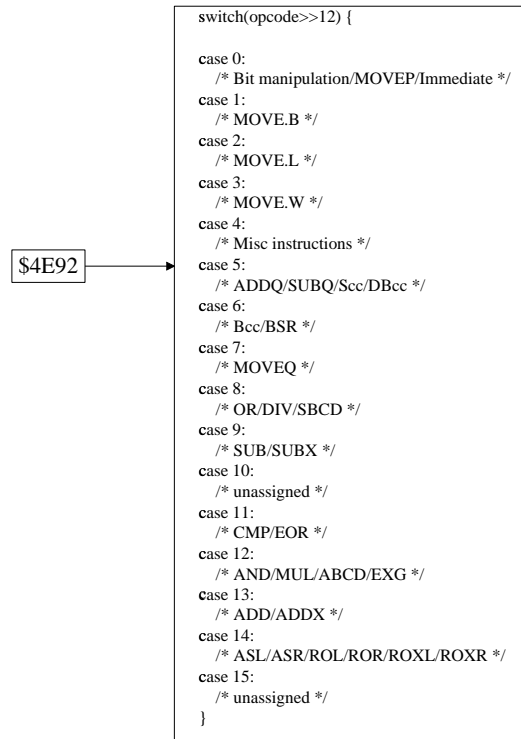 switch(opcode>>12) {
case 0:
/* Bit manipulation/MOVEP/Immediate */
case 1:
/* MOVE.B */
case 2:
/* MOVE.L */
case 3:
/* MOVE.W */
case 4:
/* Misc instructions */
$4E92
case 5:
/* ADDQ/SUBQ/Scc/DBcc */
case 6:
/* Bcc/BSR */
case 7:
/* MOVEQ */
case 8:
/* OR/DIV/SBCD */
case 9:
/* SUB/SUBX */
case 10:
/* unassigned */
case 11:
/* CMP/EOR */
case 12:
/* AND/MUL/ABCD/EXG */
case 13:
/* ADD/ADDX */
case 14:
/* ASL/ASR/ROL/ROR/ROXL/ROXR */
case 15:
/* unassigned */
}